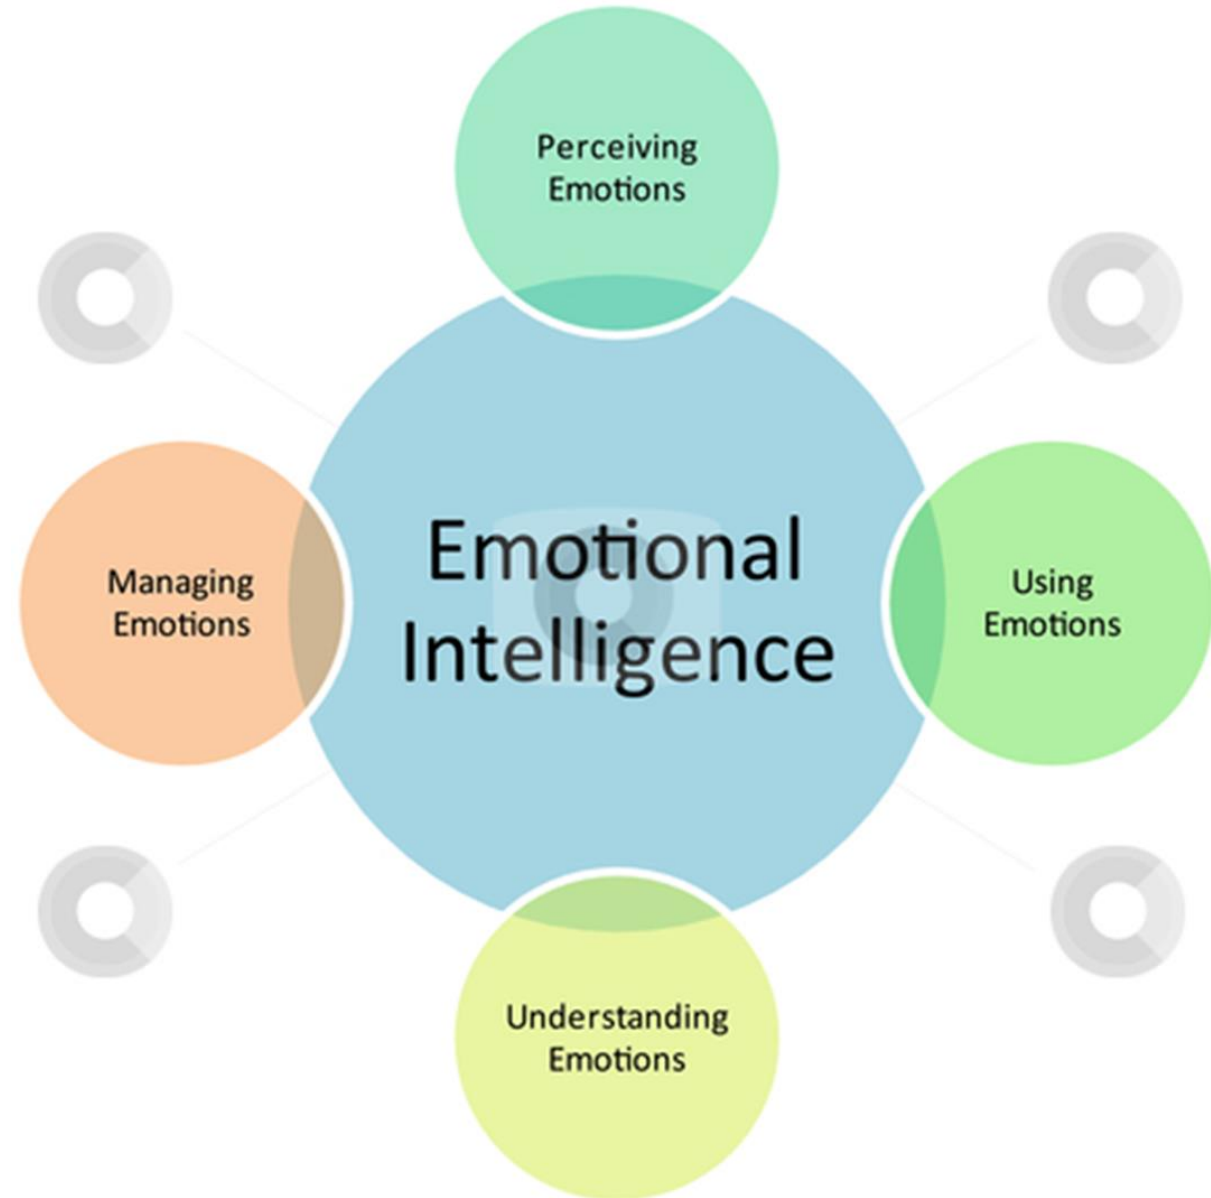 Perceiving
Emotions
Managing
Emotions
Emotional
Intelligence
Using
Emotions
Understanding
Emotions